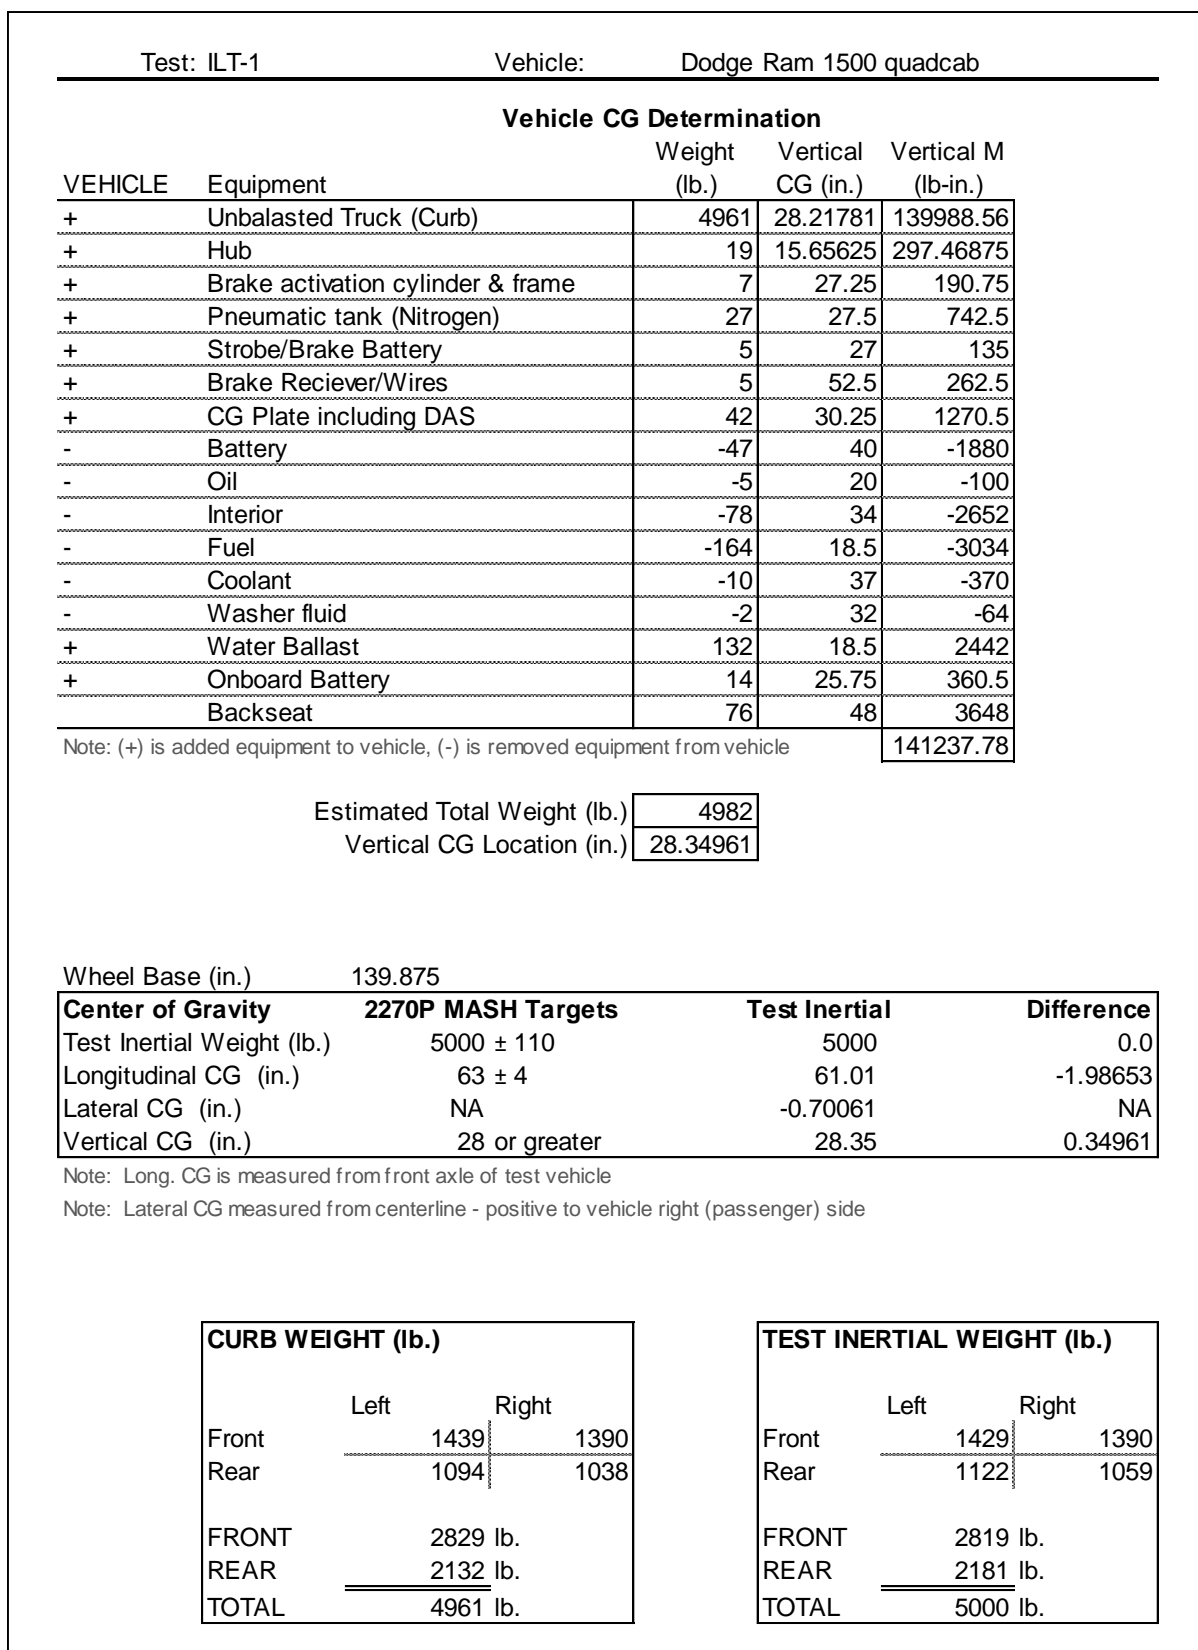 Test: ILT-1 Vehicle: Dodge Ram 1500 quadcab
Vehicle CG Determination
Weight Vertical Vertical M
VEHICLE Equipment (lb.) CG (in.) (lb-in.)
+ Unbalasted Truck (Curb) 4961 28.21781 139988.56
+ Hub 19 15.65625 297.46875
+ Brake activation cylinder & frame 7 27.25 190.75
+ Pneumatic tank (Nitrogen) 27 27.5 742.5
+ Strobe/Brake Battery 5 27 135
+ Brake Reciever/Wires 5 52.5 262.5
+ CG Plate including DAS 42 30.25 1270.5
- Battery -47 40 -1880
- Oil -5 20 -100
- Interior -78 34 -2652
- Fuel -164 18.5 -3034
- Coolant -10 37 -370
- Washer fluid -2 32 -64
+ Water Ballast 132 18.5 2442
+ Onboard Battery 14 25.75 360.5
Backseat 76 48 3648
Note: (+) is added equipment to vehicle, (-) is removed equipment from vehicle 141237.78
Estimated Total Weight (lb.) 4982
Vertical CG Location (in.) 28.34961
Wheel Base (in.) 139.875
Center of Gravity 2270P MASH Targets Test Inertial Difference
Test Inertial Weight (lb.) 5000 ± 110 5000 0.0
Longitudinal CG (in.) 63 ± 4 61.01 -1.98653
Lateral CG (in.) NA -0.70061 NA
Vertical CG (in.) 28 or greater 28.35 0.34961
Note: Long. CG is measured from front axle of test vehicle
Note: Lateral CG measured from centerline - positive to vehicle right (passenger) side
CURB WEIGHT (lb.)
Left Right
Front 1439 1390
Rear 1094 1038
FRONT 2829 lb.
REAR 2132 lb.
TOTAL 4961 lb.
TEST INERTIAL WEIGHT (lb.)
Left Right
Front 1429 1390
Rear 1122 1059
FRONT 2819 lb.
REAR 2181 lb.
TOTAL 5000 lb.